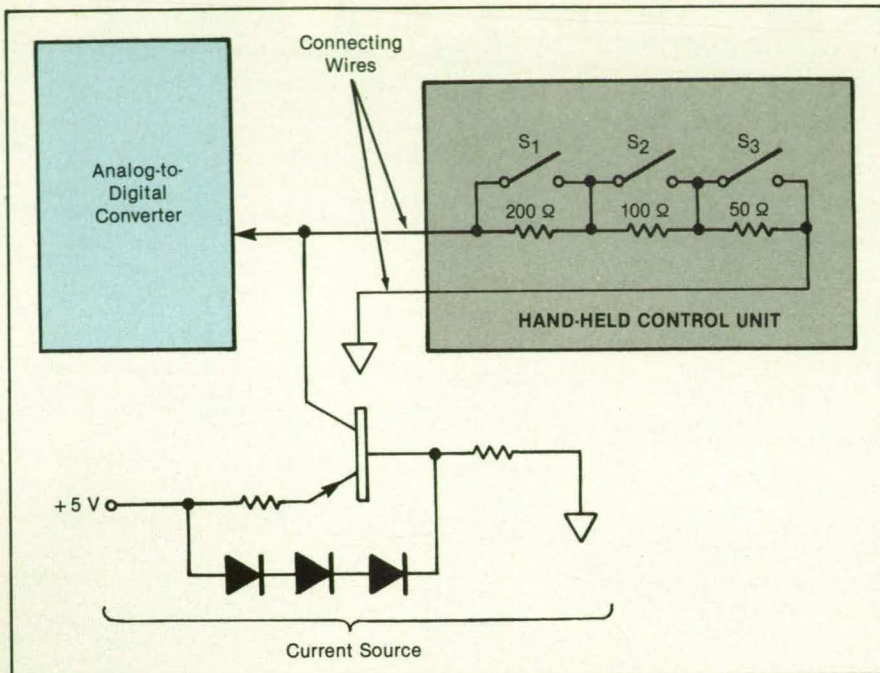 Connecting
Wires
Analog-to-
Digital
Converter
S1
S2
S3
200 Ω
100 Ω
50 Ω
HAND-HELD CONTROL UNIT
+5 V
Current Source